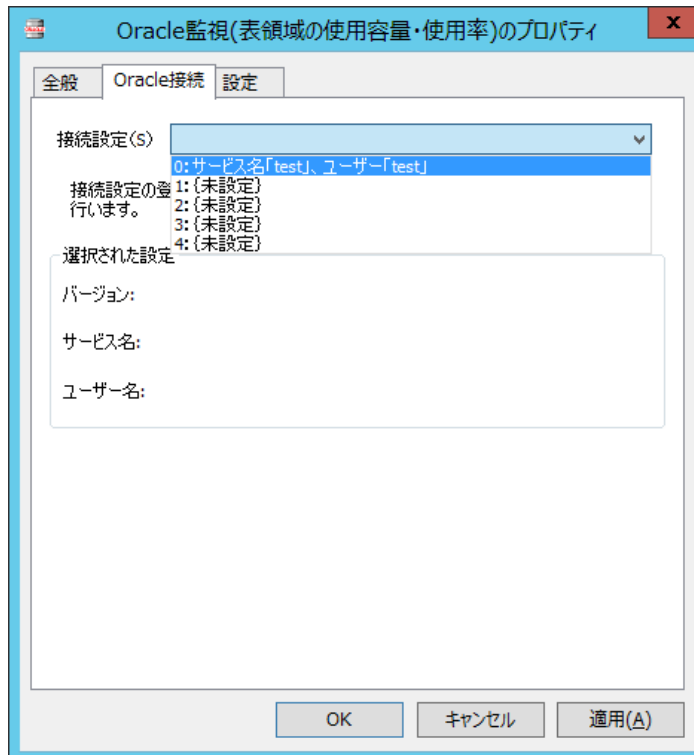 Oracle監視(表領域の使用容量・使用率)のプロパティ
x
全般
Oracle接続
設定
接続設定(S)
0:サービス名「test」、ユーザー「test」
接続設定の登
1:{未設定}
行います。
2:{未設定}
3:{未設定}
4:{未設定}
選択された設定
バージョン:
サービス名:
ユーザー名:
OK
キャンセル
適用(A)